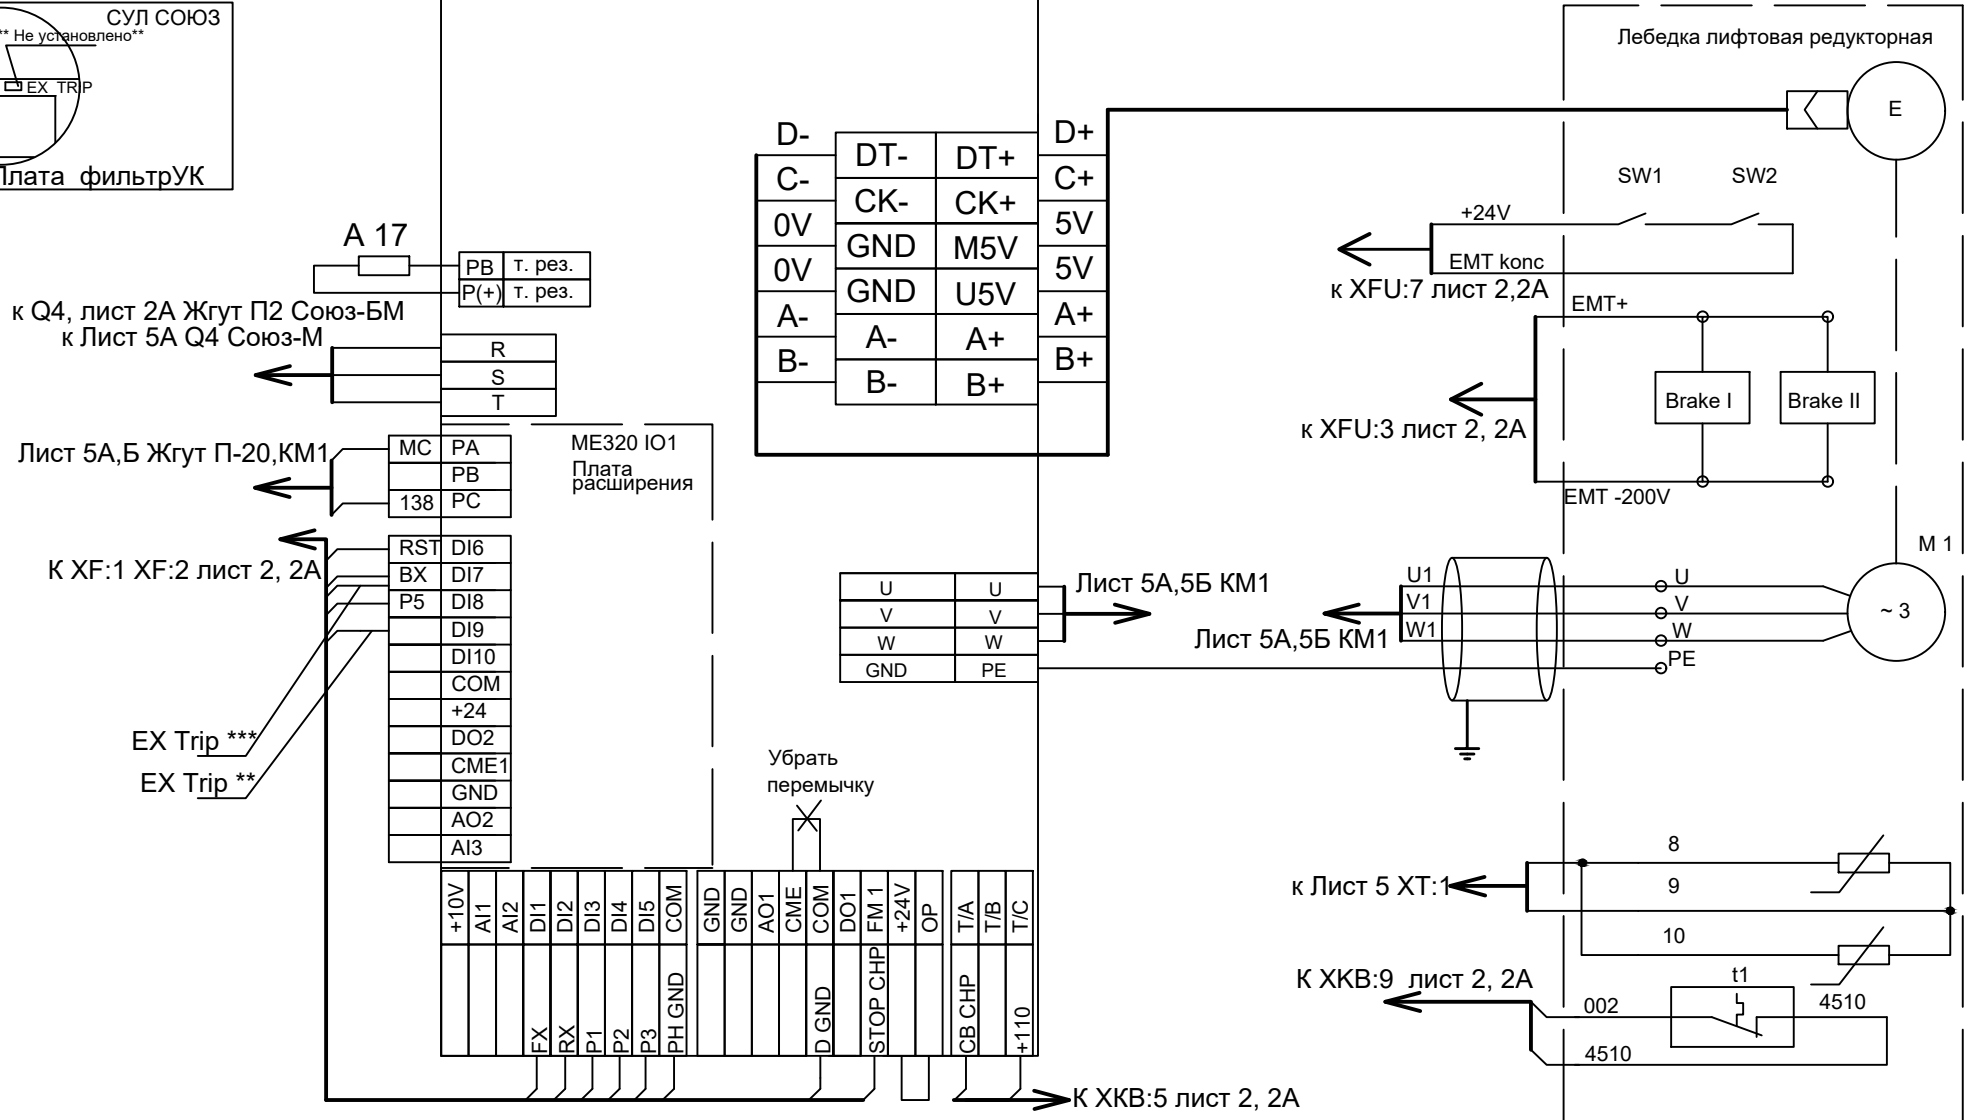 СУЛ СОЮЗ
** Не установлено**
EX TRIP
Плата фильтрУК
A 17
PB т. рез.
P(+) т. рез.
к Q4, лист 2А Жгут П2 Союз-БМ
к Лист 5А Q4 Союз-М
R
S
T
Лист 5А,Б Жгут П-20,КМ1
MC PA
PB
138 PC
ME320 IO1
Плата
расширения
К XF:1 XF:2 лист 2, 2А
RST DI6
BX DI7
P5 DI8
DI9
DI10
COM
+24
DO2
CME1
GND
AO2
AI3
EX Trip ***
EX Trip **
D- DT- DT+ D+
C- CK- CK+ C+
0V GND M5V 5V
0V GND U5V 5V
A- A- A+ A+
B- B- B+ B+
U U
V V
W W
GND PE
Лист 5А,5Б КМ1
Убрать
перемычку
+10V AI1 AI2 DI1 DI2 DI3 DI4 DI5 COM GND GND AO1 CME COM DO1 FM 1 +24V OP T/A T/B T/C
FX RX P1 P2 P3 PH GND D GND STOP CHP CB CHP +110
К ХКВ:5 лист 2, 2А
Лебедка лифтовая редукторная
E
SW1 SW2
+24V
EMT konc
к XFU:7 лист 2,2А
EMT+
Brake I Brake II
к XFU:3 лист 2, 2А
EMT -200V
M 1
~ 3
U1 U
V1 V
W1 W
PE
Лист 5А,5Б КМ1
8
к Лист 5 ХТ:1
9
10
К ХКВ:9 лист 2, 2А
t1
002 4510
4510